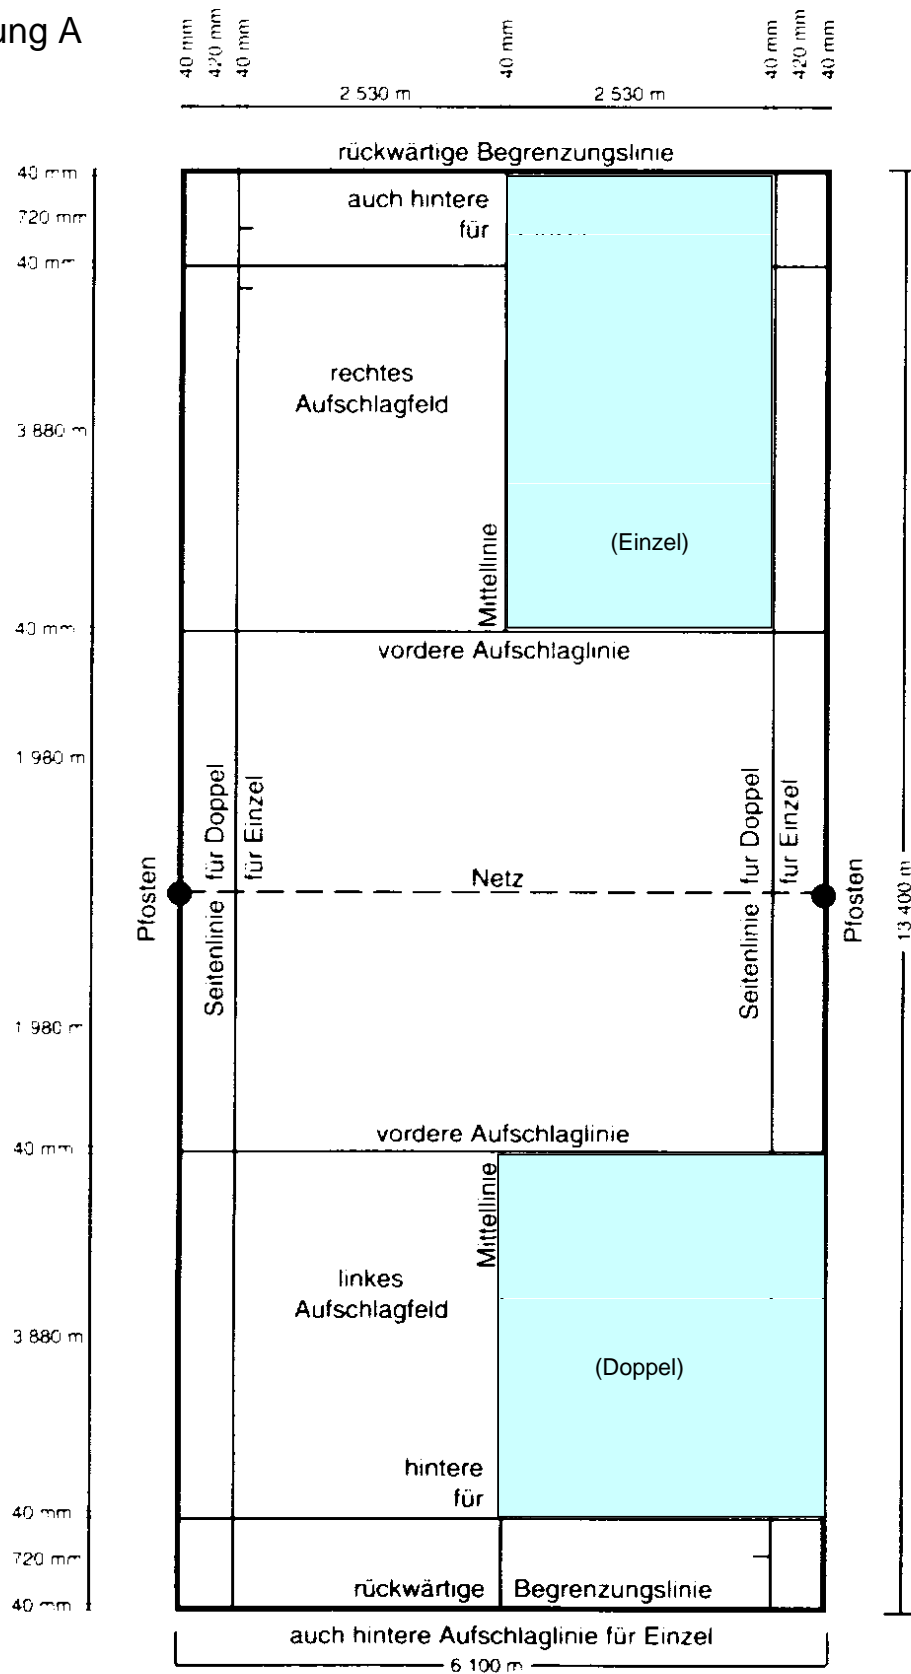 ung A
40 mm
420 mm
40 mm
40 mm
40 mm
420 mm
40 mm
2 530 m
2 530 m
rückwärtige Begrenzungslinie
40 mm
720 mm
40 mm
auch hintere
für
rechtes
Aufschlagfeld
3 880 m
Mittellinie
(Einzel)
40 mm
vordere Aufschlaglinie
1 980 m
Seitenlinie für Doppel
für Einzel
Seitenlinie fur Doppel
fur Einzel
Pfosten
Netz
Pfosten
13 400 m
1 980 m
40 mm
vordere Aufschlaglinie
Mittellinie
linkes
Aufschlagfeld
3 880 m
(Doppel)
hintere
für
40 mm
720 mm
40 mm
rückwärtige Begrenzungslinie
auch hintere Aufschlaglinie für Einzel
6 100 m